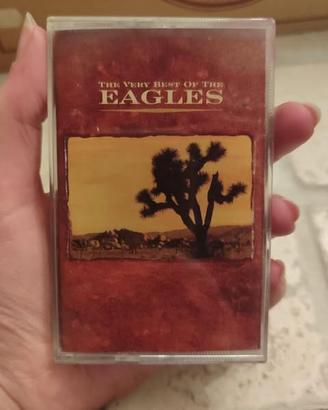 THE VERY BEST OF THE
EAGLES